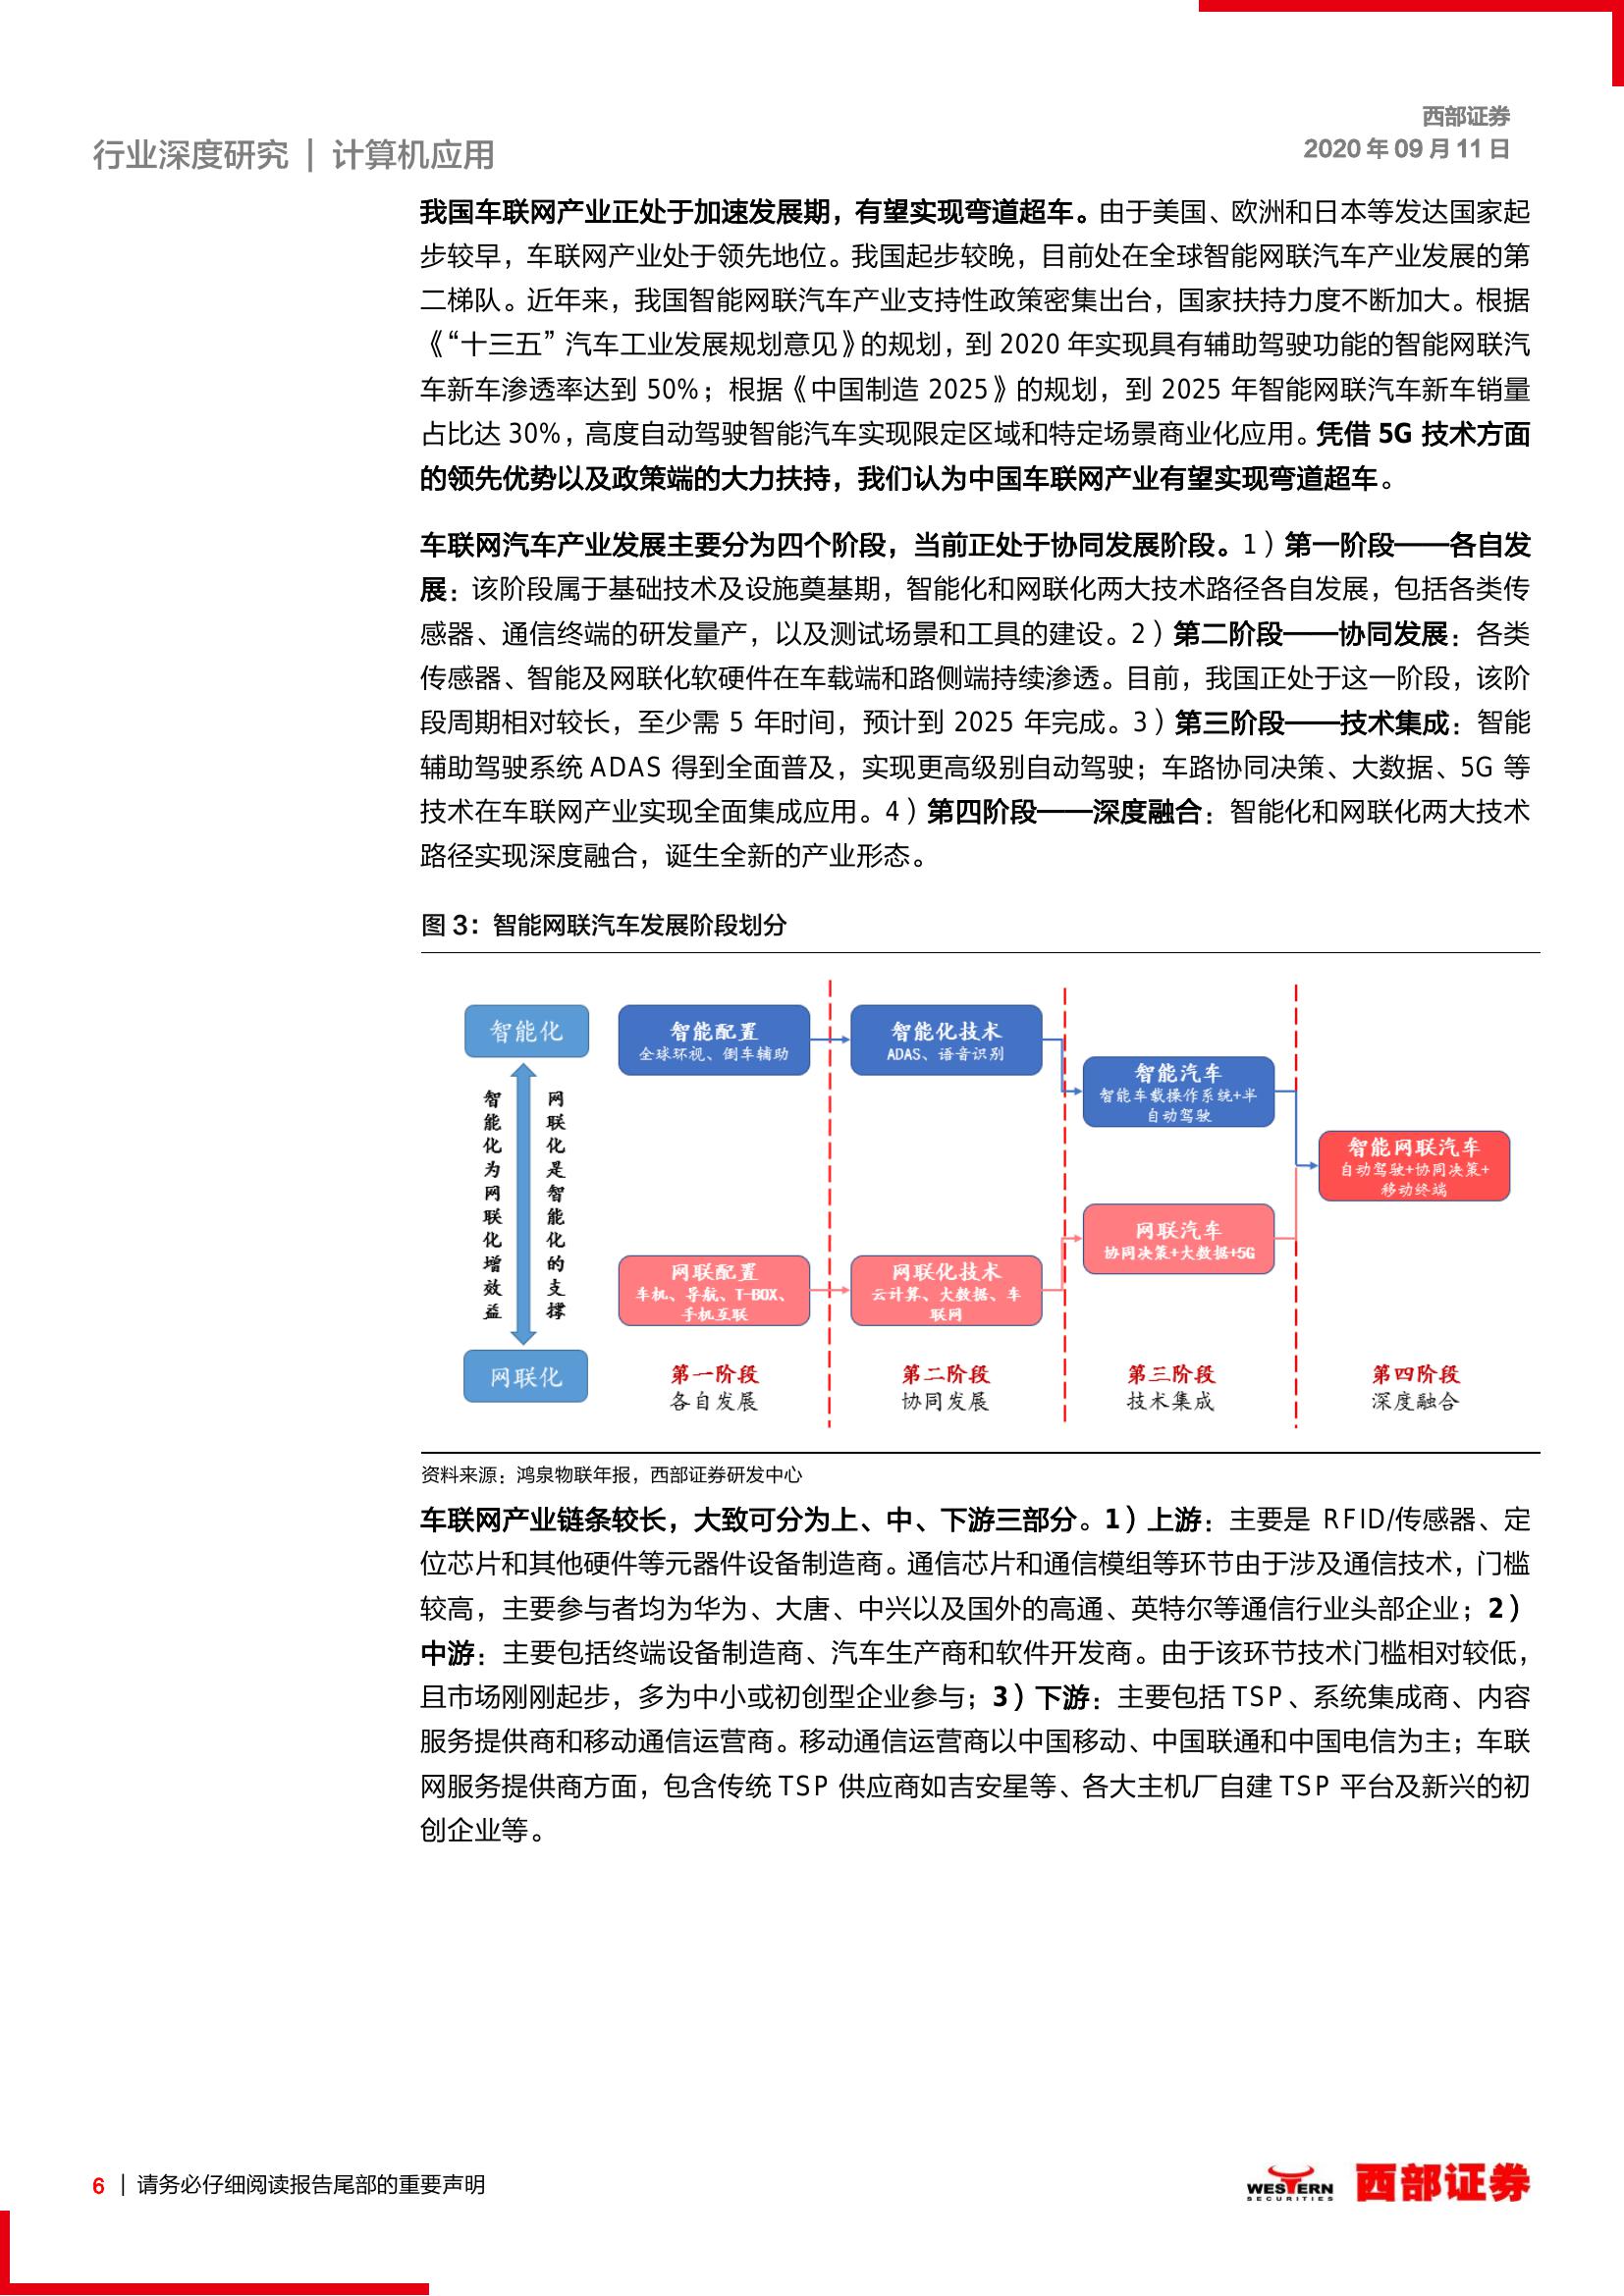 西部证券
行业深度研究 | 计算机应用
2020 年 09 月 11 日
我国车联网产业正处于加速发展期，有望实现弯道超车。由于美国、欧洲和日本等发达国家起
步较早，车联网产业处于领先地位。我国起步较晚，目前处在全球智能网联汽车产业发展的第
二梯队。近年来，我国智能网联汽车产业支持性政策密集出台，国家扶持力度不断加大。根据
《“十三五”汽车工业发展规划意见》的规划，到 2020 年实现具有辅助驾驶功能的智能网联汽
车新车渗透率达到 50%；根据《中国制造 2025》的规划，到 2025 年智能网联汽车新车销量
占比达 30%，高度自动驾驶智能汽车实现限定区域和特定场景商业化应用。凭借 5G 技术方面
的领先优势以及政策端的大力扶持，我们认为中国车联网产业有望实现弯道超车。
车联网汽车产业发展主要分为四个阶段，当前正处于协同发展阶段。1）第一阶段——各自发
展：该阶段属于基础技术及设施奠基期，智能化和网联化两大技术路径各自发展，包括各类传
感器、通信终端的研发量产，以及测试场景和工具的建设。2）第二阶段——协同发展：各类
传感器、智能及网联化软硬件在车载端和路侧端持续渗透。目前，我国正处于这一阶段，该阶
段周期相对较长，至少需 5 年时间，预计到 2025 年完成。3）第三阶段——技术集成：智能
辅助驾驶系统 ADAS 得到全面普及，实现更高级别自动驾驶；车路协同决策、大数据、5G 等
技术在车联网产业实现全面集成应用。4）第四阶段——深度融合：智能化和网联化两大技术
路径实现深度融合，诞生全新的产业形态。
图 3：智能网联汽车发展阶段划分
智能化
智能化为网联化增效益
网联化是智能化的支撑
网联化
智能配置
全球环视、倒车辅助
智能化技术
ADAS、语音识别
智能汽车
智能车载操作系统+半
自动驾驶
智能网联汽车
自动驾驶+协同决策+
移动终端
网联汽车
协同决策+大数据+5G
网联配置
车机、导航、T-BOX、
手机互联
网联化技术
云计算、大数据、车
联网
第一阶段
各自发展
第二阶段
协同发展
第三阶段
技术集成
第四阶段
深度融合
资料来源：鸿泉物联年报，西部证券研发中心
车联网产业链条较长，大致可分为上、中、下游三部分。1）上游：主要是 RFID/传感器、定
位芯片和其他硬件等元器件设备制造商。通信芯片和通信模组等环节由于涉及通信技术，门槛
较高，主要参与者均为华为、大唐、中兴以及国外的高通、英特尔等通信行业头部企业；2）
中游：主要包括终端设备制造商、汽车生产商和软件开发商。由于该环节技术门槛相对较低，
且市场刚刚起步，多为中小或初创型企业参与；3）下游：主要包括 TSP、系统集成商、内容
服务提供商和移动通信运营商。移动通信运营商以中国移动、中国联通和中国电信为主；车联
网服务提供商方面，包含传统 TSP 供应商如吉安星等、各大主机厂自建 TSP 平台及新兴的初
创企业等。
6 | 请务必仔细阅读报告尾部的重要声明
WESTERN
SECURITIES
西部证券